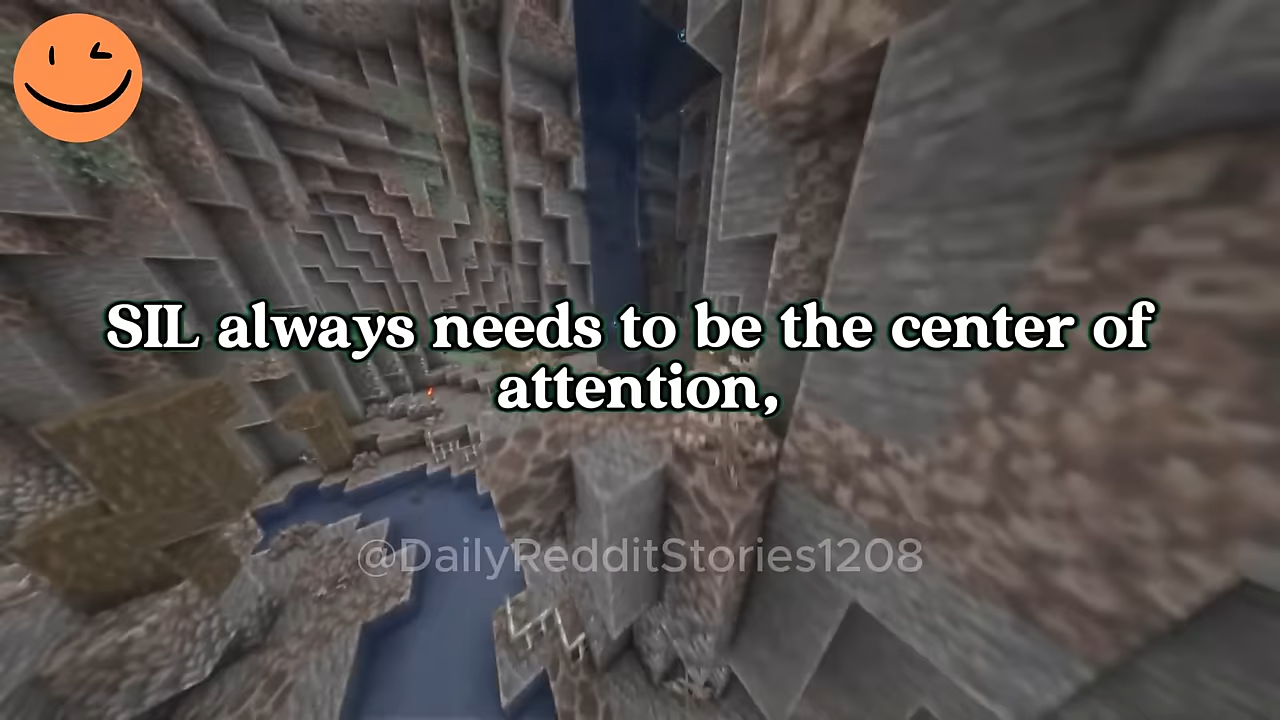 SIL always needs to be the center of
attention,
@DailyRedditStories1208